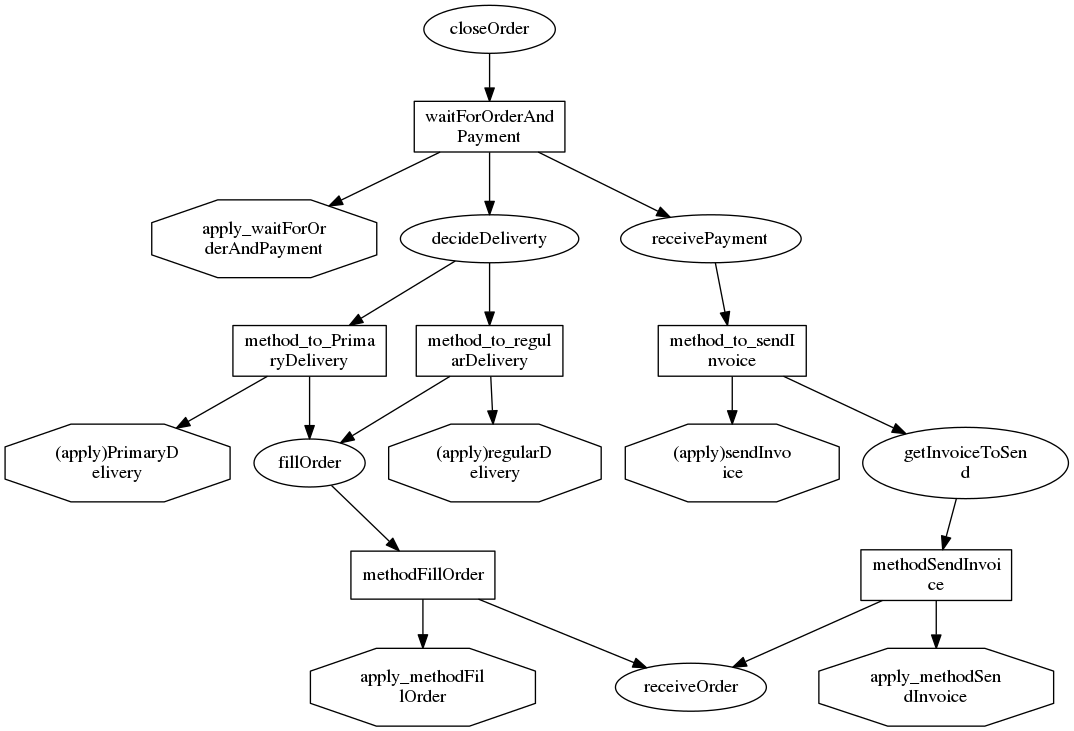 closeOrder
waitForOrderAnd
Payment
apply_waitForOr
derAndPayment
decideDeliverty
receivePayment
method_to_Prima
ryDelivery
method_to_regul
arDelivery
method_to_sendI
nvoice
(apply)PrimaryD
elivery
fillOrder
(apply)regularD
elivery
(apply)sendInvo
ice
getInvoiceToSen
d
methodFillOrder
methodSendInvoi
ce
apply_methodFil
lOrder
receiveOrder
apply_methodSen
dInvoice